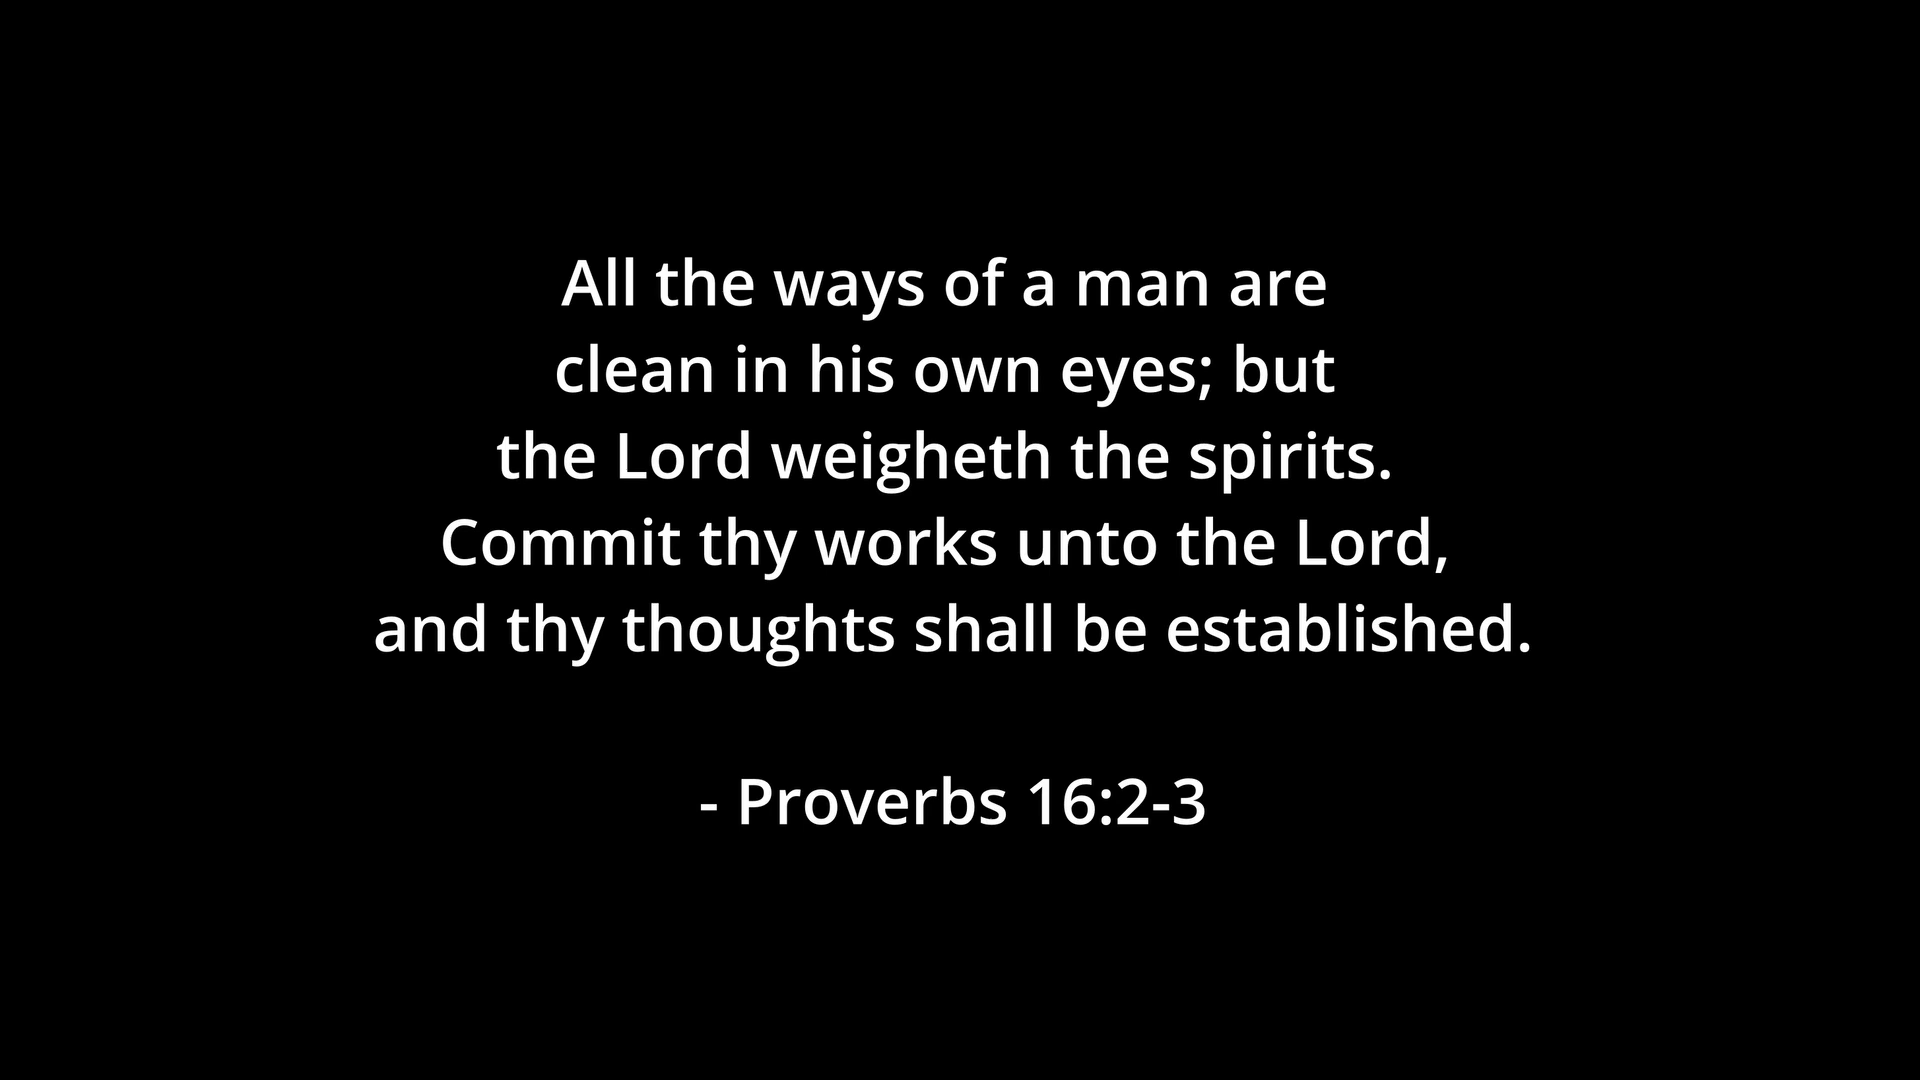 All the ways of a man are
clean in his own eyes; but
the Lord weigheth the spirits.
Commit thy works unto the Lord,
and thy thoughts shall be established.
- Proverbs 16:2-3